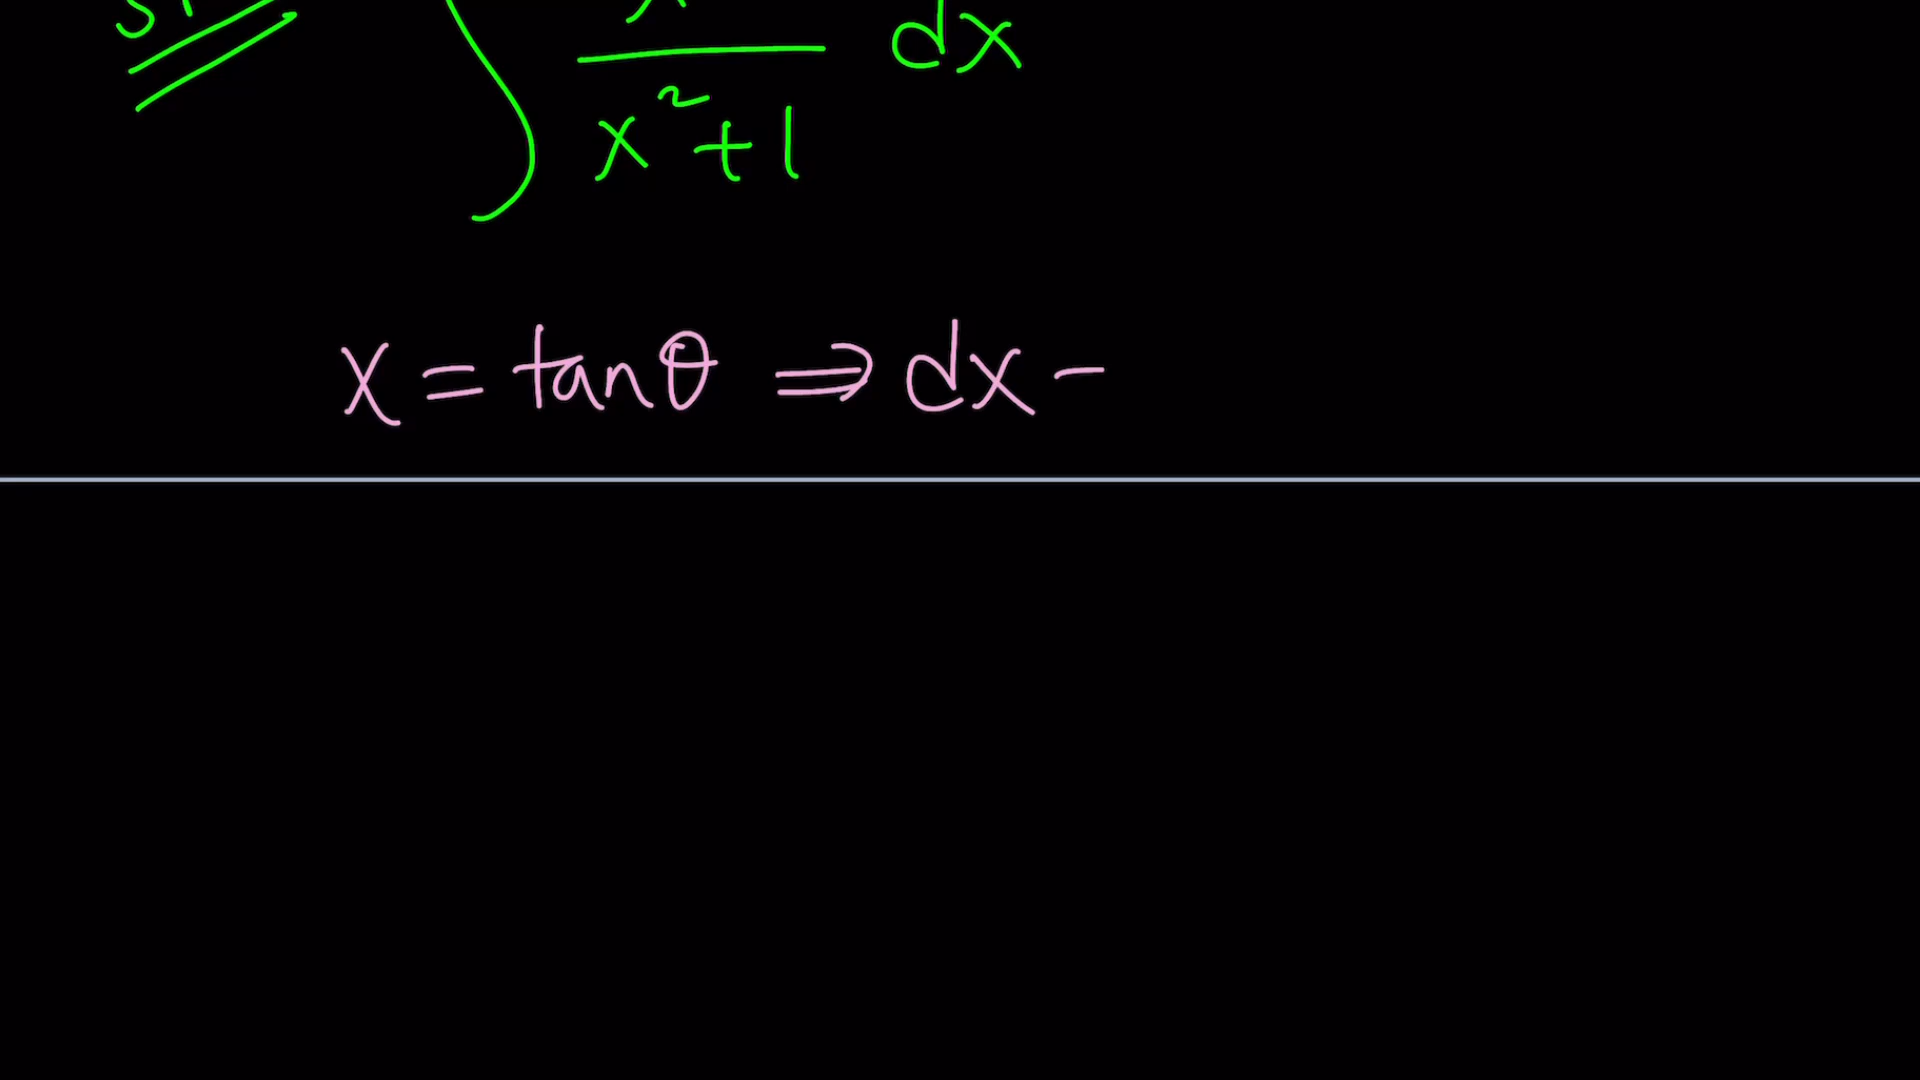 ∫ x / (x²+1) dx
x = tanθ ⇒ dx -